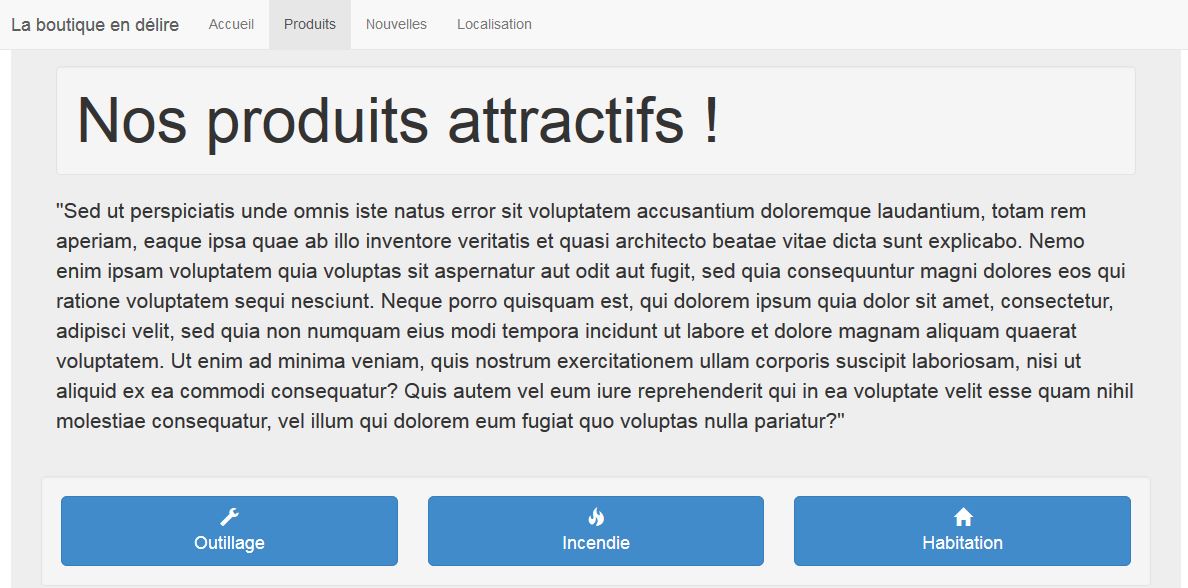 La boutique en délire Accueil Produits Nouvelles Localisation
Nos produits attractifs !
"Sed ut perspiciatis unde omnis iste natus error sit voluptatem accusantium doloremque laudantium, totam rem
aperiam, eaque ipsa quae ab illo inventore veritatis et quasi architecto beatae vitae dicta sunt explicabo. Nemo
enim ipsam voluptatem quia voluptas sit aspernatur aut odit aut fugit, sed quia consequuntur magni dolores eos qui
ratione voluptatem sequi nesciunt. Neque porro quisquam est, qui dolorem ipsum quia dolor sit amet, consectetur,
adipisci velit, sed quia non numquam eius modi tempora incidunt ut labore et dolore magnam aliquam quaerat
voluptatem. Ut enim ad minima veniam, quis nostrum exercitationem ullam corporis suscipit laboriosam, nisi ut
aliquid ex ea commodi consequatur? Quis autem vel eum iure reprehenderit qui in ea voluptate velit esse quam nihil
molestiae consequatur, vel illum qui dolorem eum fugiat quo voluptas nulla pariatur?"
Outillage Incendie Habitation